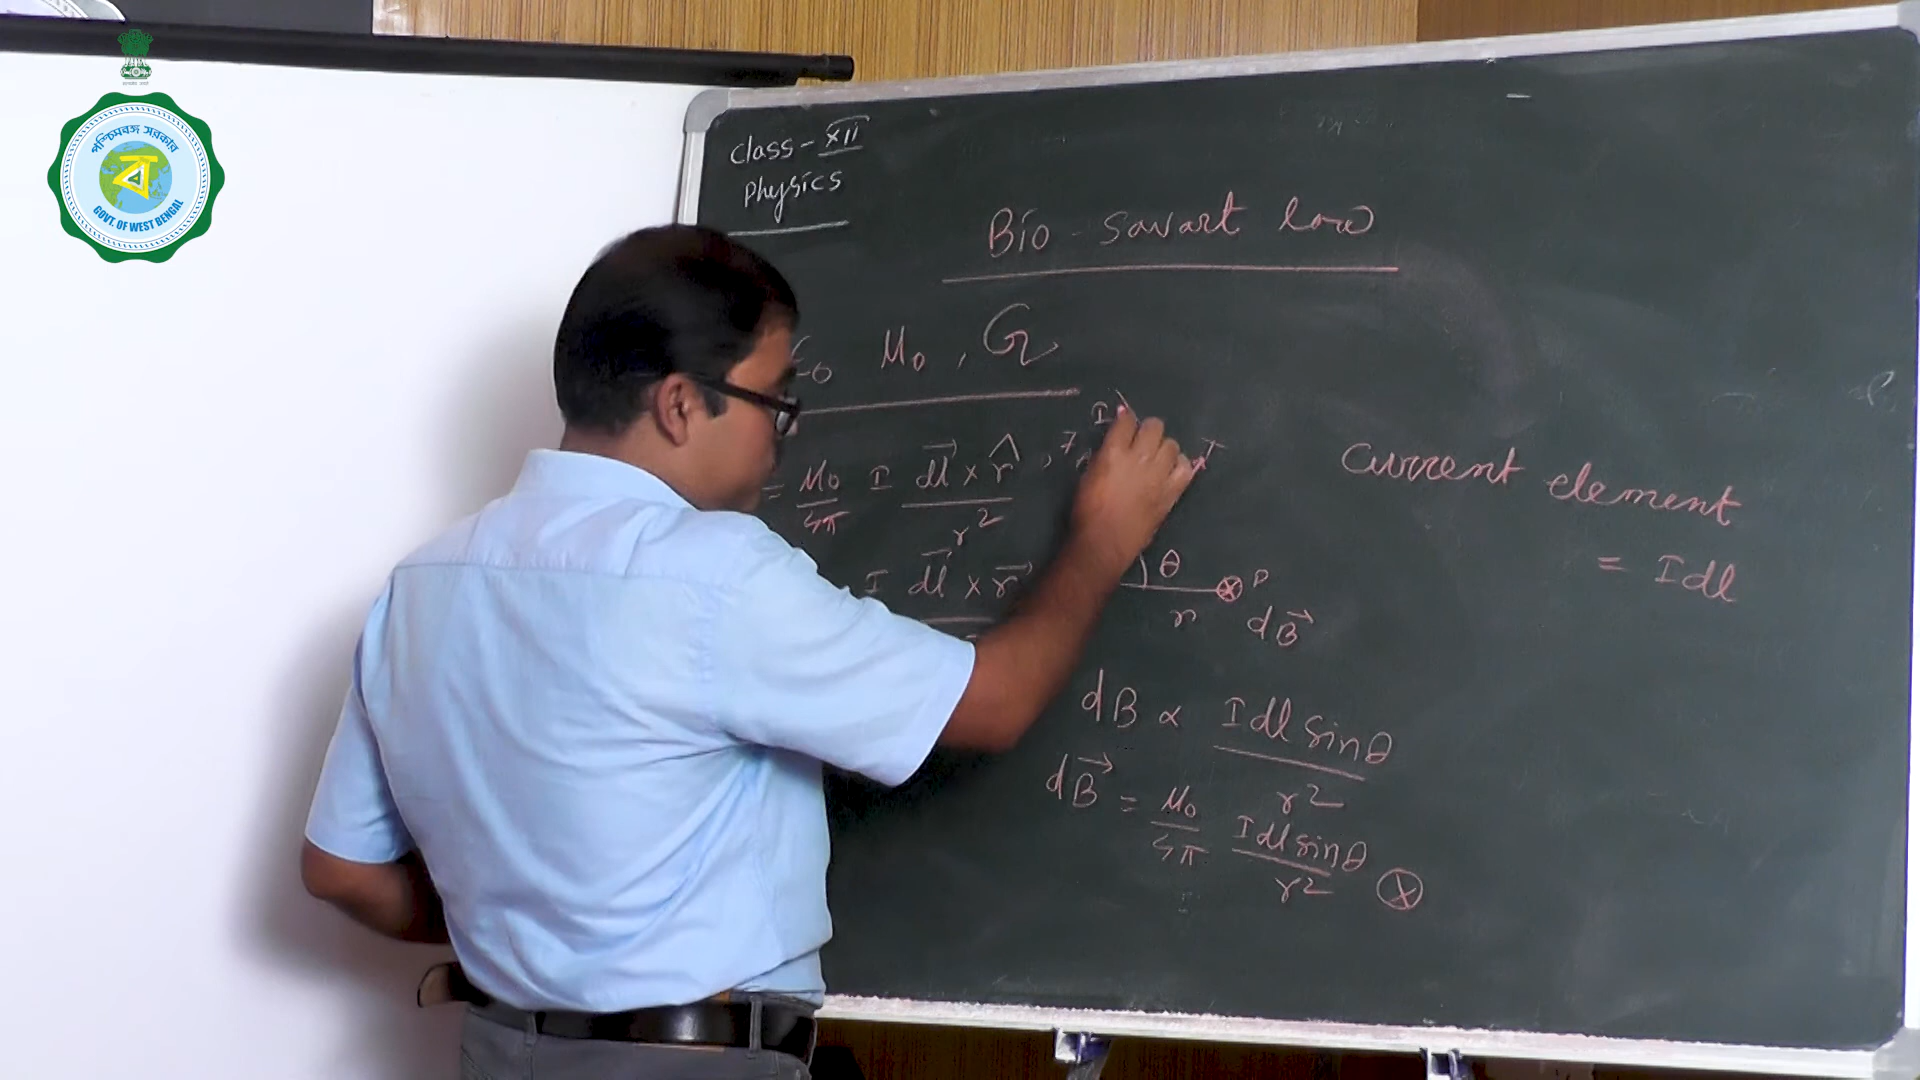 পশ্চিমবঙ্গ সরকার
ব
GOVT. OF WEST BENGAL
Class - XII
Physics
Bio - Savart law
ε₀ μ₀, G
= μ₀/4π I dl⃗ × r̂/r²,
I dl⃗ × r⃗
I
θ
P
r dB⃗
Current element
= Idl
dB ∝ Idl sinθ/r²
dB⃗ = μ₀/4π Idl sinθ/r² ⊗